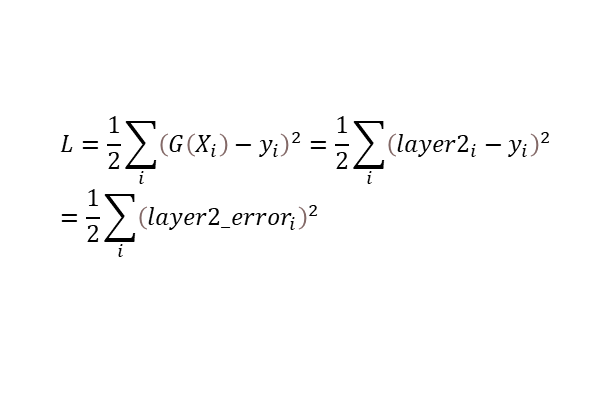 L = 1/2 ∑_i (G(X_i) − y_i)² = 1/2 ∑_i (layer2_i − y_i)²
= 1/2 ∑_i (layer2_error_i)²